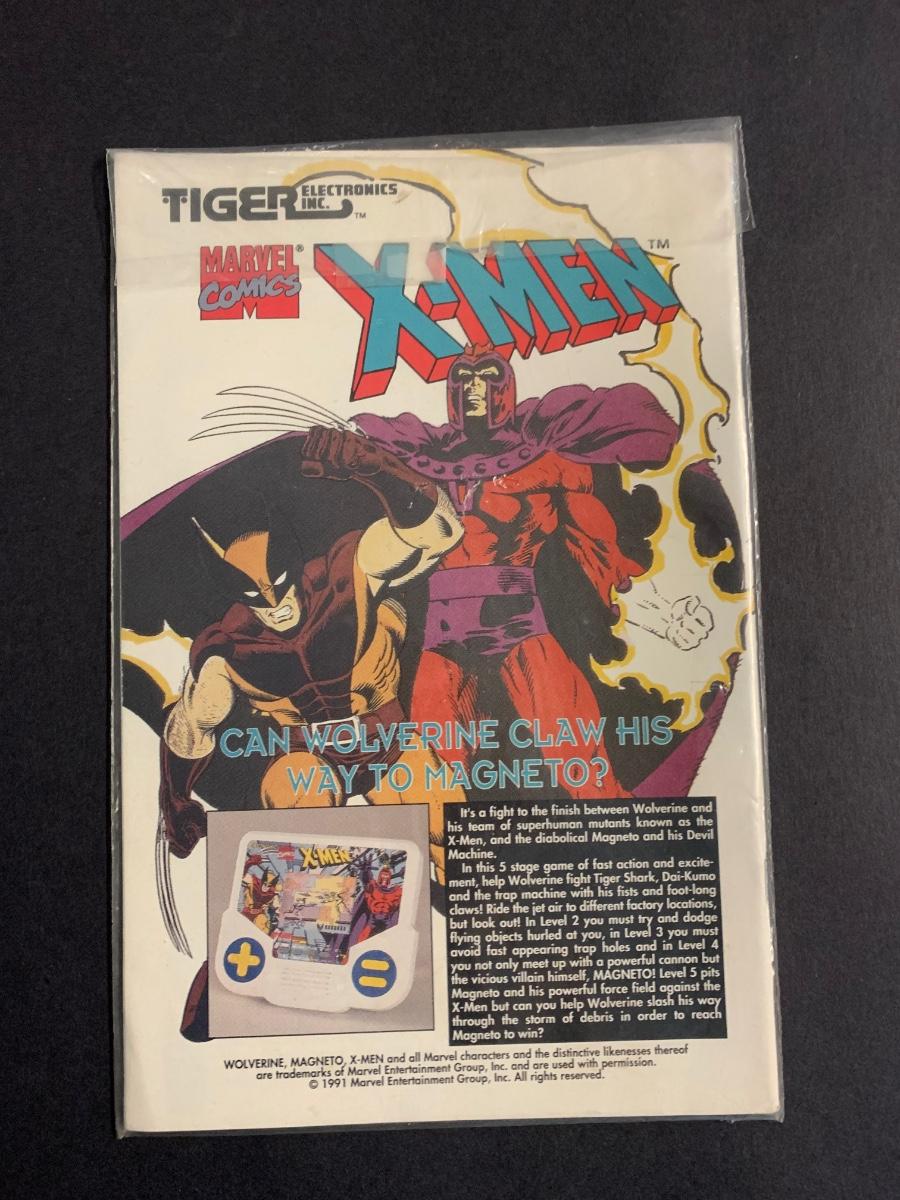 TIGER ELECTRONICS INC.™
MARVEL® COMICS
X-MEN™
CAN WOLVERINE CLAW HIS
WAY TO MAGNETO?
X-MEN
It's a fight to the finish between Wolverine and
his team of superhuman mutants known as the
X-Men, and the diabolical Magneto and his Devil
Machine.
In this 5 stage game of fast action and excite-
ment, help Wolverine fight Tiger Shark, Dai-Kumo
and the trap machine with his fists and foot-long
claws! Ride the jet air to different factory locations,
but look out! In Level 2 you must try and dodge
flying objects hurled at you, in Level 3 you must
avoid fast appearing trap holes and in Level 4
you not only meet up with a powerful cannon but
the vicious villain himself, MAGNETO! Level 5 pits
Magneto and his powerful force field against the
X-Men but can you help Wolverine slash his way
through the storm of debris in order to reach
Magneto to win?
WOLVERINE, MAGNETO, X-MEN and all Marvel characters and the distinctive likenesses thereof
are trademarks of Marvel Entertainment Group, Inc. and are used with permission.
© 1991 Marvel Entertainment Group, Inc. All rights reserved.